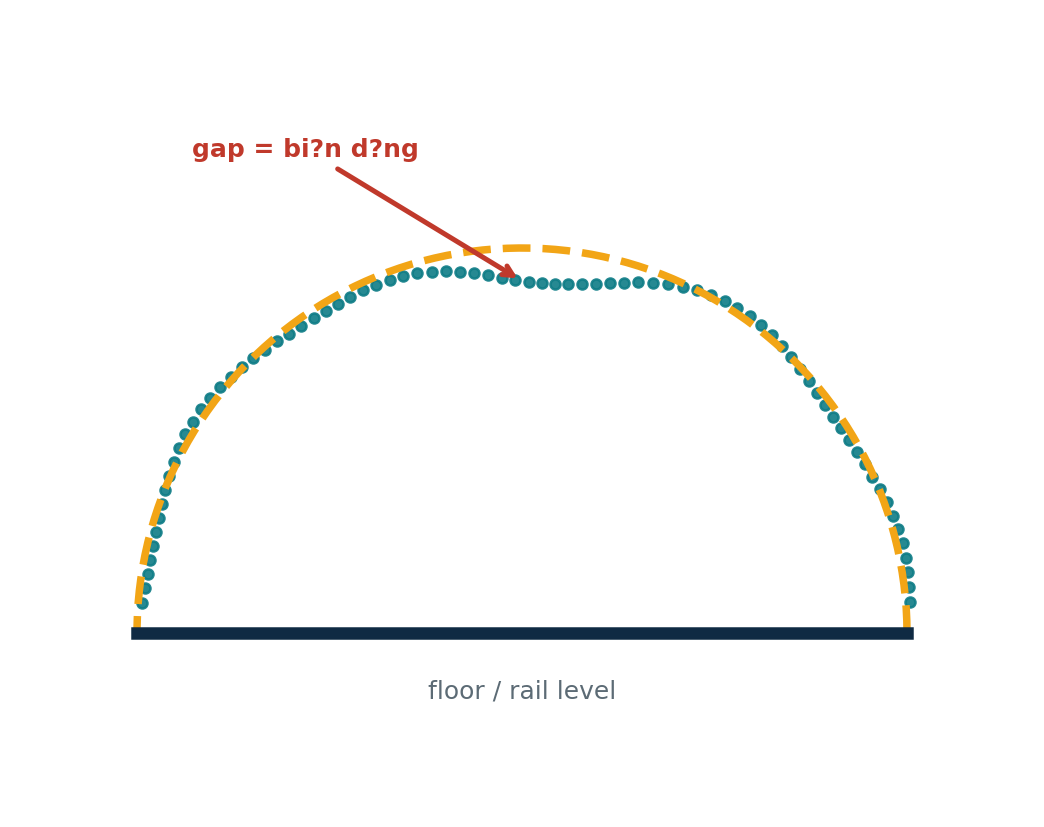 gap = bi?n d?ng
floor / rail level